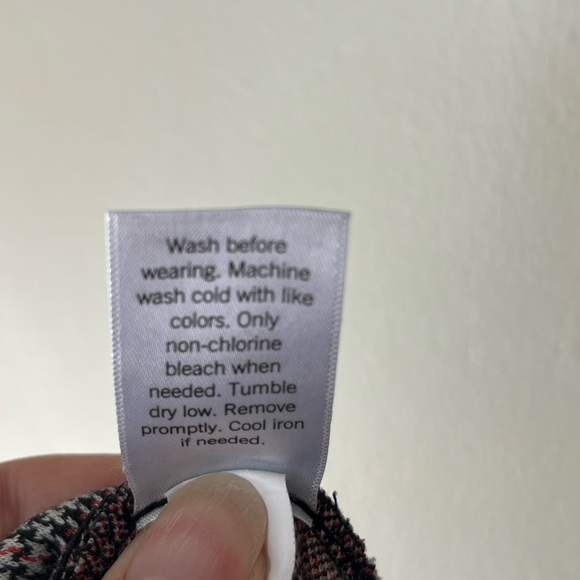 Wash before
wearing. Machine
wash cold with like
colors. Only
non-chlorine
bleach when
needed. Tumble
dry low. Remove
promptly. Cool iron
if needed.